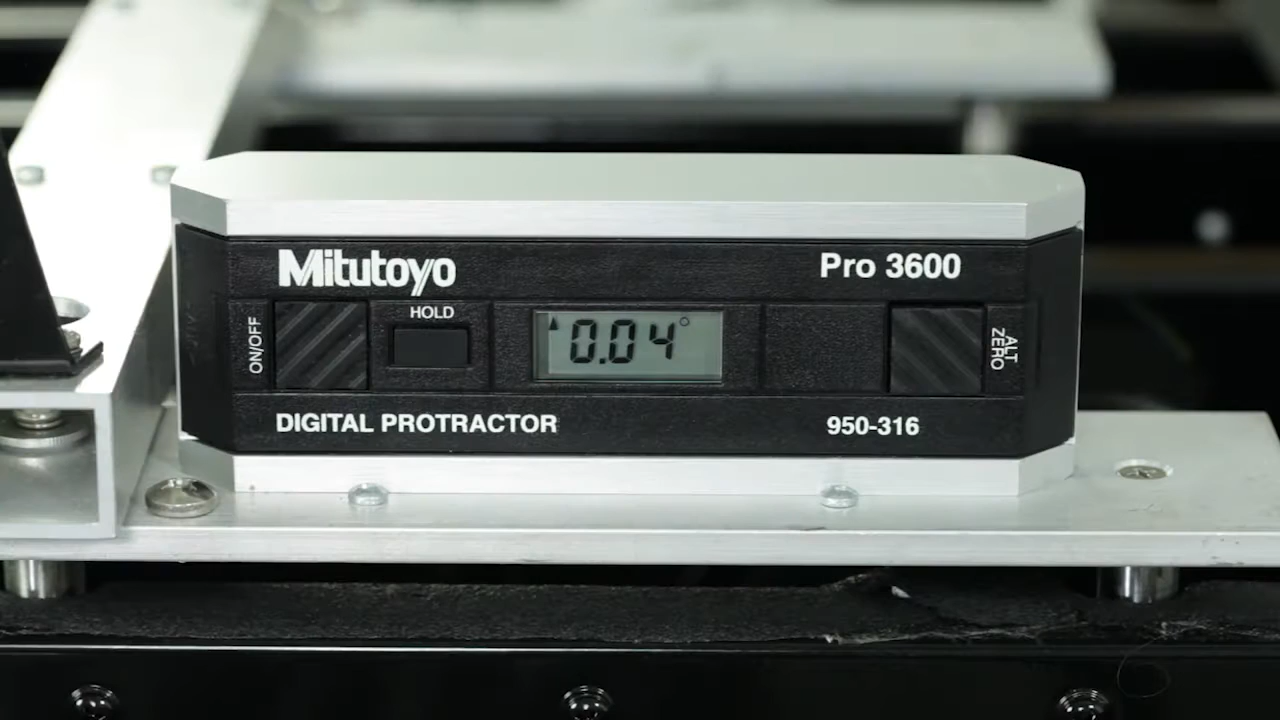 Mitutoyo
Pro 3600
ON/OFF
HOLD
0.04°
ALT
ZERO
DIGITAL PROTRACTOR
950-316